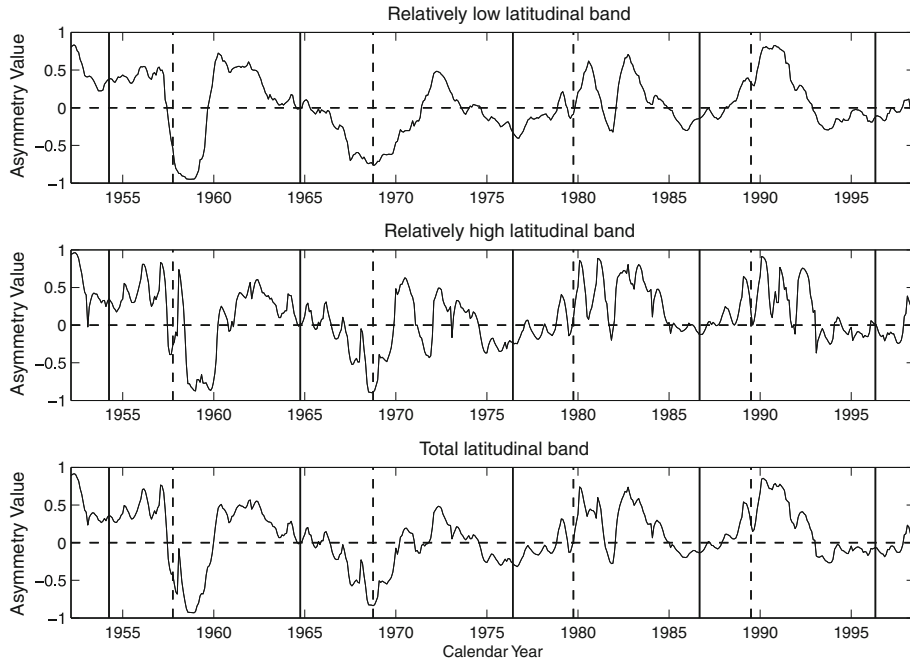 Relatively low latitudinal band
Asymmetry Value
1
0.5
0
−0.5
−1
1955 1960 1965 1970 1975 1980 1985 1990 1995
Relatively high latitudinal band
Asymmetry Value
1
0.5
0
−0.5
−1
1955 1960 1965 1970 1975 1980 1985 1990 1995
Total latitudinal band
Asymmetry Value
1
0.5
0
−0.5
−1
1955 1960 1965 1970 1975 1980 1985 1990 1995
Calendar Year